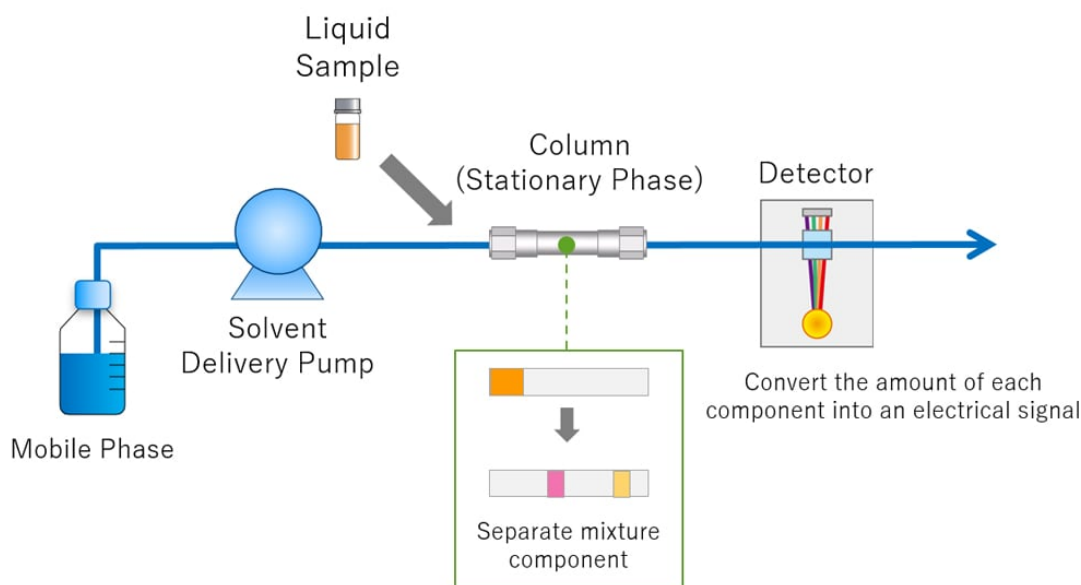 Liquid
Sample
Column
(Stationary Phase)
Detector
Solvent
Delivery Pump
Mobile Phase
Convert the amount of each
component into an electrical signal
Separate mixture
component